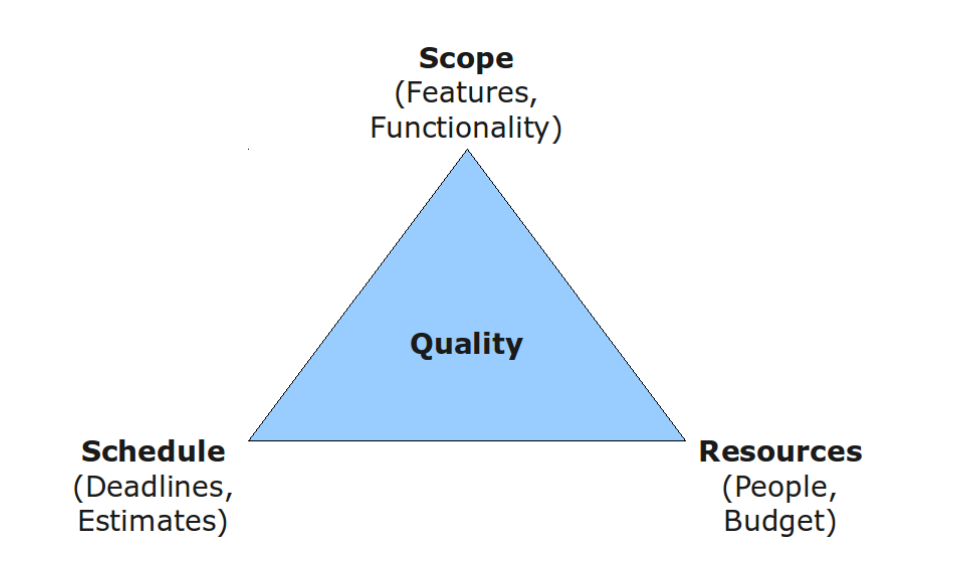 Scope
(Features,
Functionality)
Quality
Schedule
(Deadlines,
Estimates)
Resources
(People,
Budget)